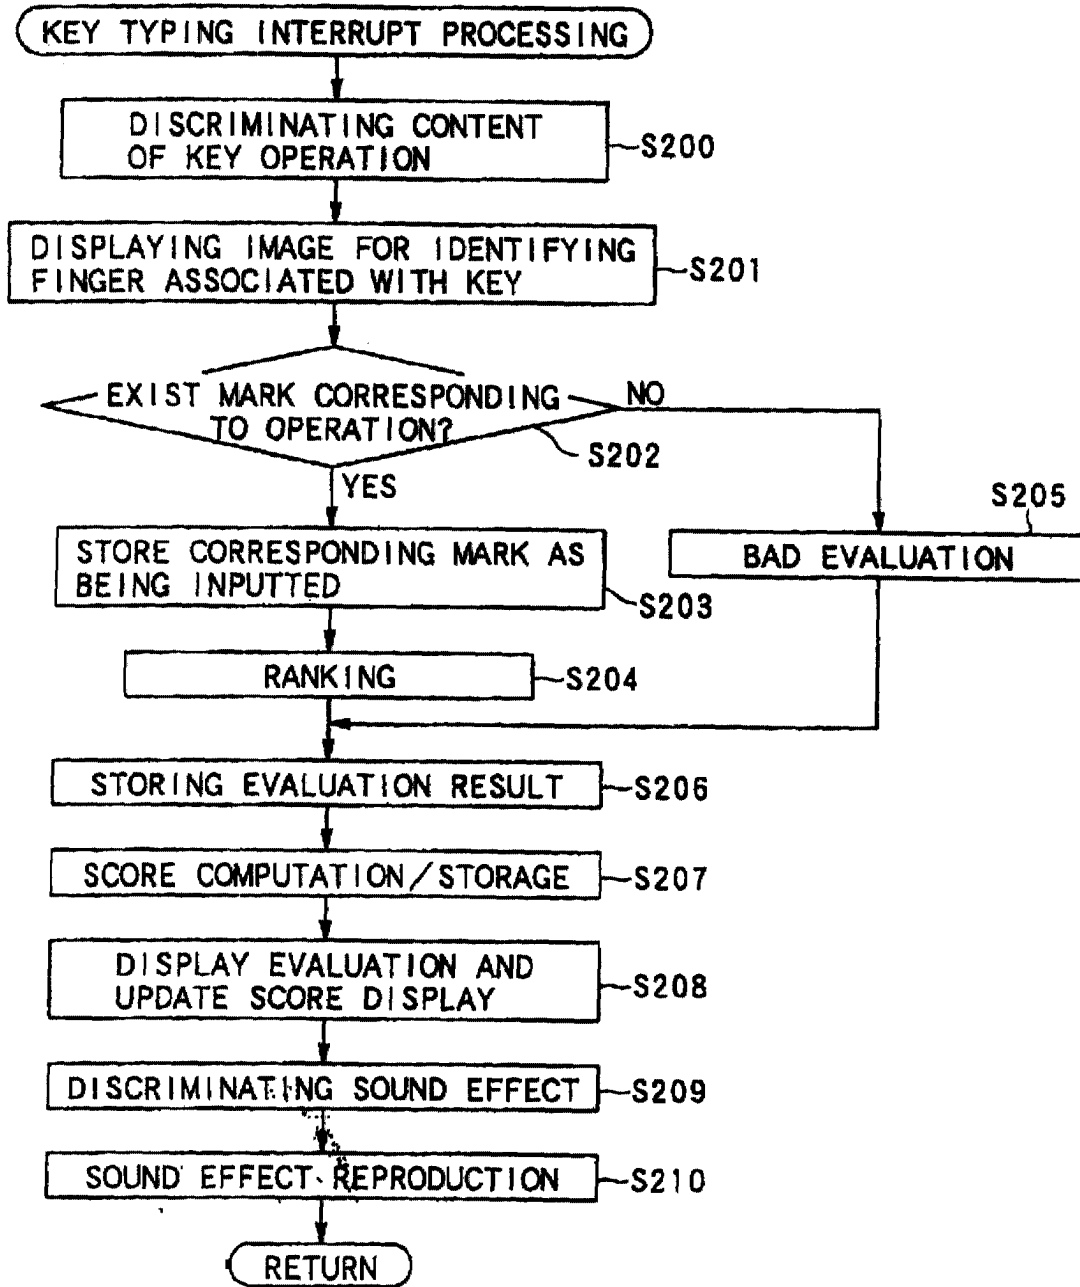 KEY TYPING INTERRUPT PROCESSING
DISCRIMINATING CONTENT
OF KEY OPERATION
S200
DISPLAYING IMAGE FOR IDENTIFYING
FINGER ASSOCIATED WITH KEY
S201
EXIST MARK CORRESPONDING
TO OPERATION?
NO
S202
YES
S205
STORE CORRESPONDING MARK AS
BEING INPUTTED
S203
BAD EVALUATION
RANKING
S204
STORING EVALUATION RESULT
S206
SCORE COMPUTATION/STORAGE
S207
DISPLAY EVALUATION AND
UPDATE SCORE DISPLAY
S208
DISCRIMINATING SOUND EFFECT
S209
SOUND EFFECT REPRODUCTION
S210
RETURN